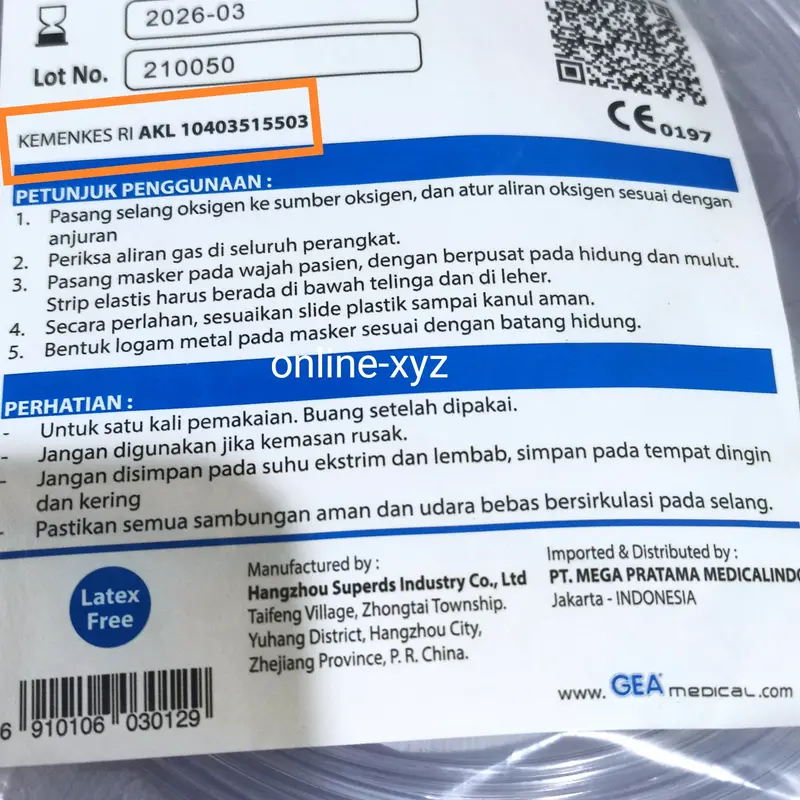 2026-03
Lot No. 210050
KEMENKES RI AKL 10403515503
CE 0197
PETUNJUK PENGGUNAAN :
1. Pasang selang oksigen ke sumber oksigen, dan atur aliran oksigen sesuai dengan
anjuran
2. Periksa aliran gas di seluruh perangkat.
3. Pasang masker pada wajah pasien, dengan berpusat pada hidung dan mulut.
Strip elastis harus berada di bawah telinga dan di leher.
4. Secara perlahan, sesuaikan slide plastik sampai kanul aman.
5. Bentuk logam metal pada masker sesuai dengan batang hidung.
online-xyz
PERHATIAN :
- Untuk satu kali pemakaian. Buang setelah dipakai.
- Jangan digunakan jika kemasan rusak.
- Jangan disimpan pada suhu ekstrim dan lembab, simpan pada tempat dingin
dan kering
- Pastikan semua sambungan aman dan udara bebas bersirkulasi pada selang.
Latex
Free
Manufactured by :
Hangzhou Superds Industry Co., Ltd
Taifeng Village, Zhongtai Township.
Yuhang District, Hangzhou City,
Zhejiang Province, P. R. China.
Imported & Distributed by :
PT. MEGA PRATAMA MEDICALINDO
Jakarta - INDONESIA
6 910106 030129
www. GEA medical.com